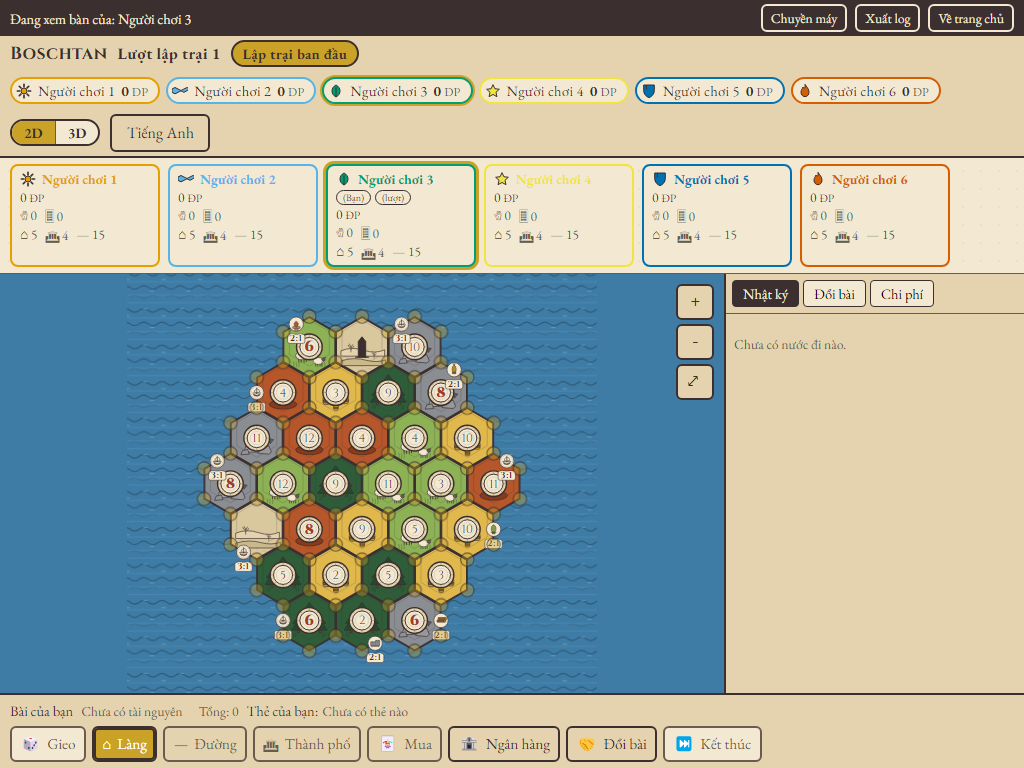 Đang xem bàn của: Người chơi 3
Chuyền máy
Xuất log
Về trang chủ
BOSCHTAN Lượt lập trại 1 Lập trại ban đầu
Người chơi 1 0 ĐP
Người chơi 2 0 ĐP
Người chơi 3 0 ĐP
Người chơi 4 0 ĐP
Người chơi 5 0 ĐP
Người chơi 6 0 ĐP
2D 3D Tiếng Anh
Người chơi 1
0 ĐP
0 0
5 4 — 15
Người chơi 2
0 ĐP
0 0
5 4 — 15
Người chơi 3
(Bạn) (lượt)
0 ĐP
0 0
5 4 — 15
Người chơi 4
0 ĐP
0 0
5 4 — 15
Người chơi 5
0 ĐP
0 0
5 4 — 15
Người chơi 6
0 ĐP
0 0
5 4 — 15
+
-
Nhật ký Đổi bài Chi phí
Chưa có nước đi nào.
2:1 6 3:1 10
4 3 9 8 2:1
3:1
11 12 4 4 10
3:1 8 12 9 11 3 11 3:1
8 9 5 10 2:1
3:1
5 2 5 3
3:1 6 2 6 2:1
2:1
Bài của bạn Chưa có tài nguyên Tổng: 0 Thẻ của bạn: Chưa có thẻ nào
Gieo Làng — Đường Thành phố Mua Ngân hàng Đổi bài Kết thúc